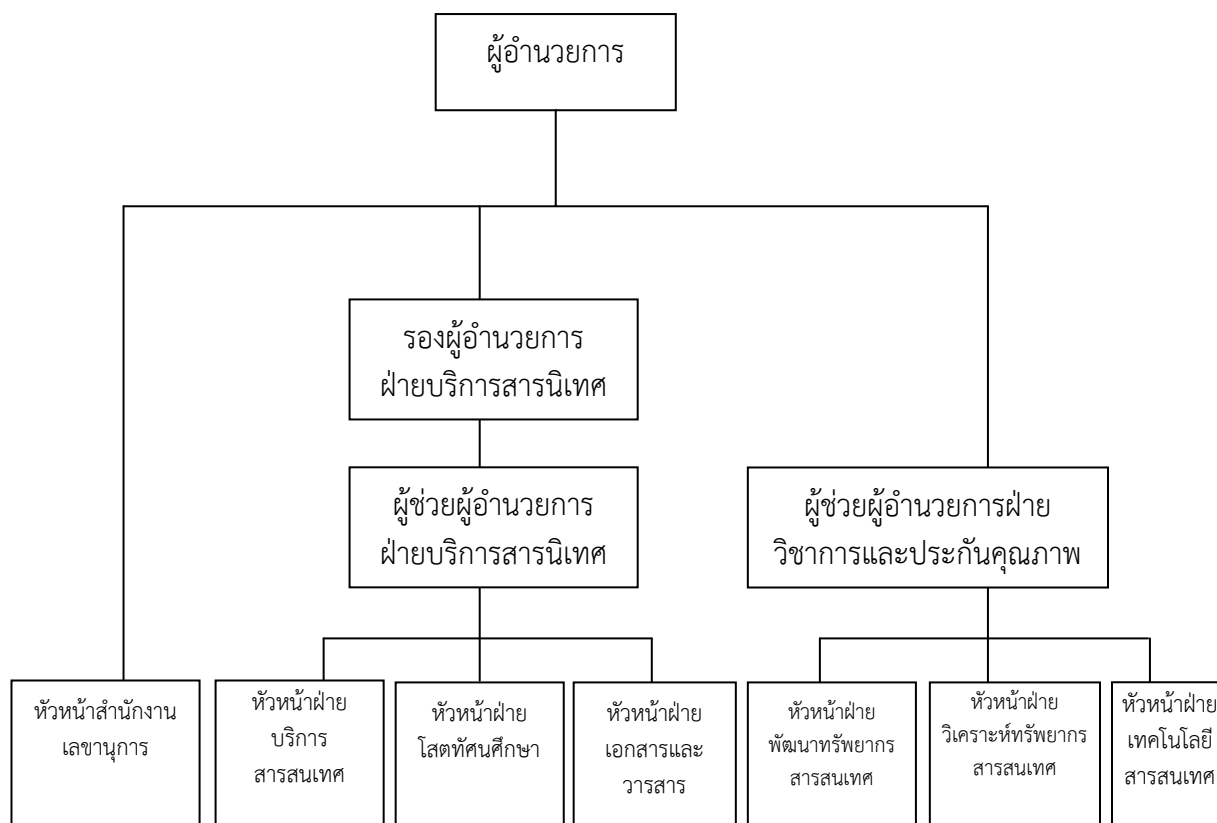 ผู้อำนวยการ
รองผู้อำนวยการ
ฝ่ายบริการสารนิเทศ
ผู้ช่วยผู้อำนวยการ
ฝ่ายบริการสารนิเทศ
ผู้ช่วยผู้อำนวยการฝ่าย
วิชาการและประกันคุณภาพ
หัวหน้าสำนักงาน
เลขานุการ
หัวหน้าฝ่าย
บริการ
สารสนเทศ
หัวหน้าฝ่าย
โสตทัศนศึกษา
หัวหน้าฝ่าย
เอกสารและ
วารสาร
หัวหน้าฝ่าย
พัฒนาทรัพยากร
สารสนเทศ
หัวหน้าฝ่าย
วิเคราะห์ทรัพยากร
สารสนเทศ
หัวหน้าฝ่าย
เทคโนโลยี
สารสนเทศ